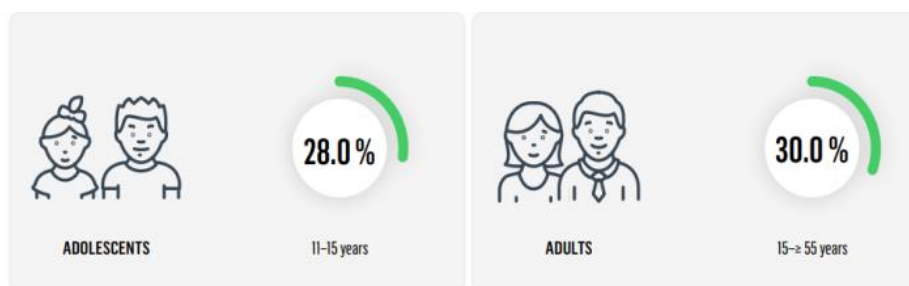 28.0 %
30.0 %
ADOLESCENTS
11–15 years
ADULTS
15–≥ 55 years